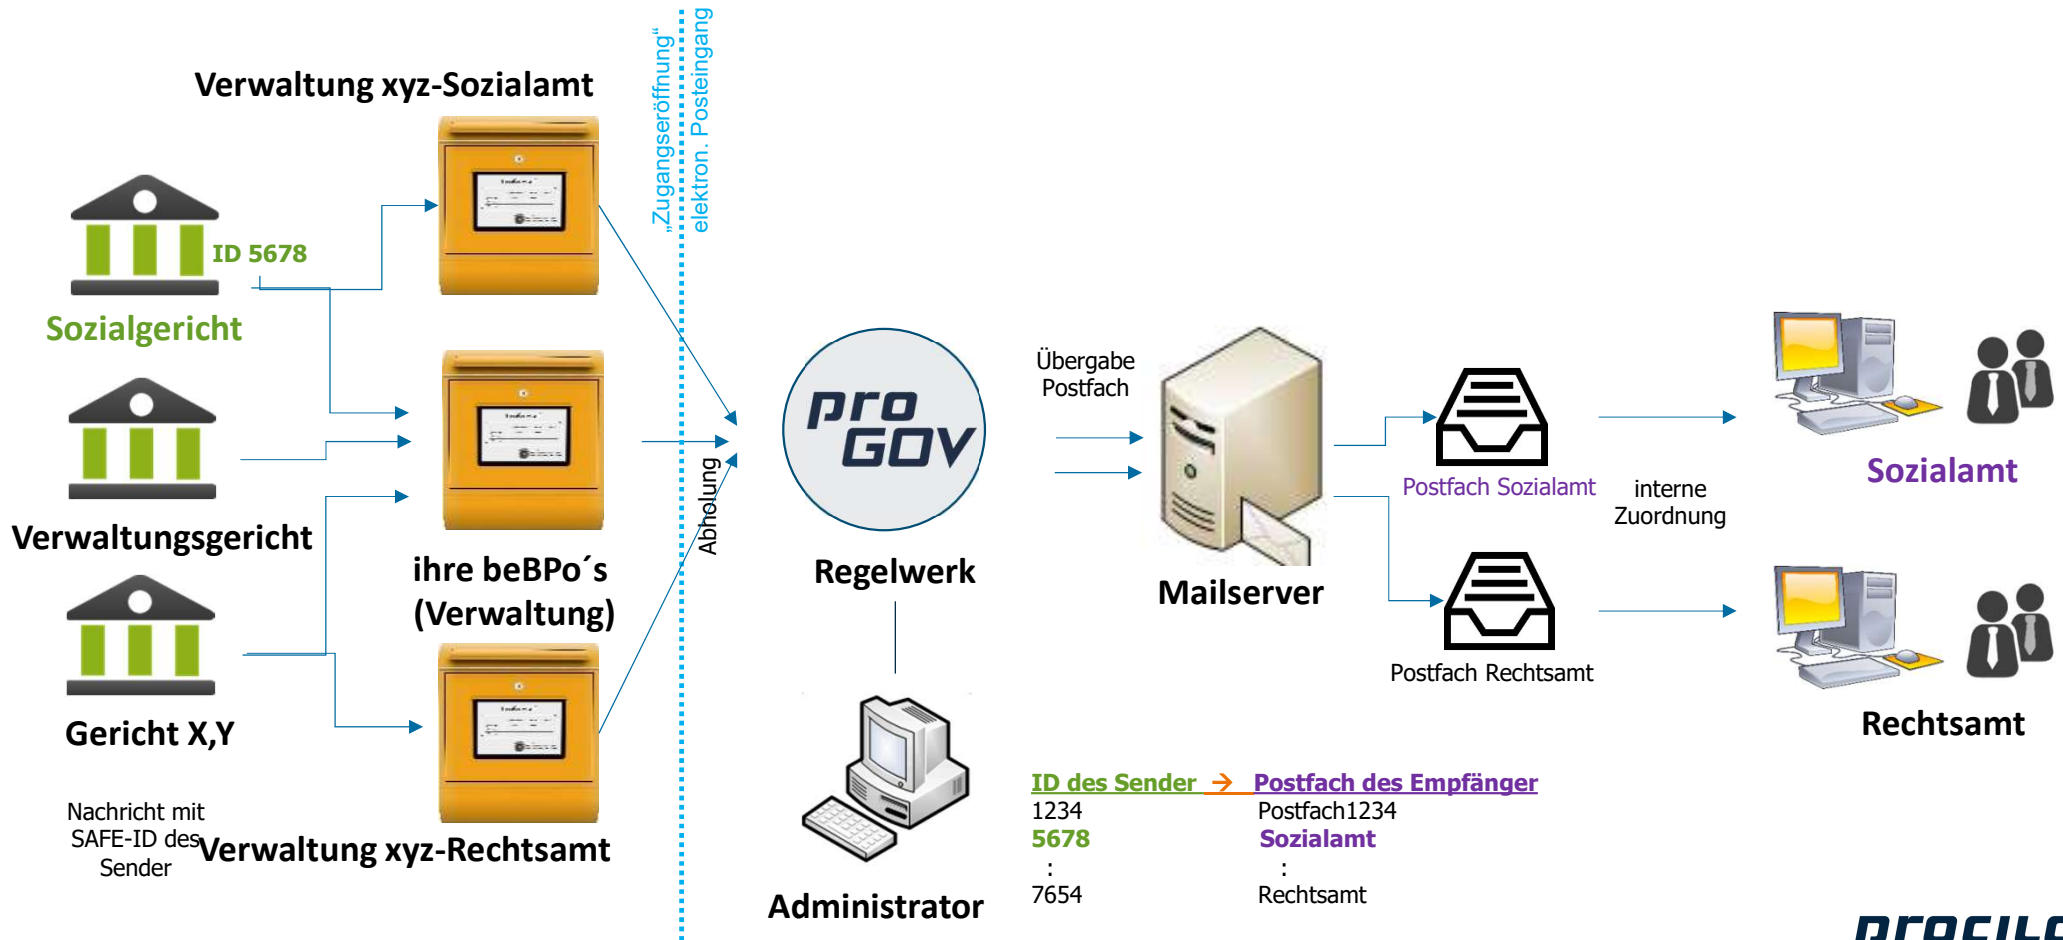 „Zugangseröffnung“
elektron. Posteingang
Verwaltung xyz-Sozialamt
ID 5678
Sozialgericht
Verwaltungsgericht
ihre beBPo´s
(Verwaltung)
Gericht X,Y
Nachricht mit
SAFE-ID des
Sender
Verwaltung xyz-Rechtsamt
Abholung
pro
GOV
Regelwerk
Administrator
Übergabe
Postfach
Mailserver
Postfach Sozialamt
interne
Zuordnung
Sozialamt
Postfach Rechtsamt
Rechtsamt
ID des Sender → Postfach des Empfänger
1234 Postfach1234
5678 Sozialamt
: :
7654 Rechtsamt